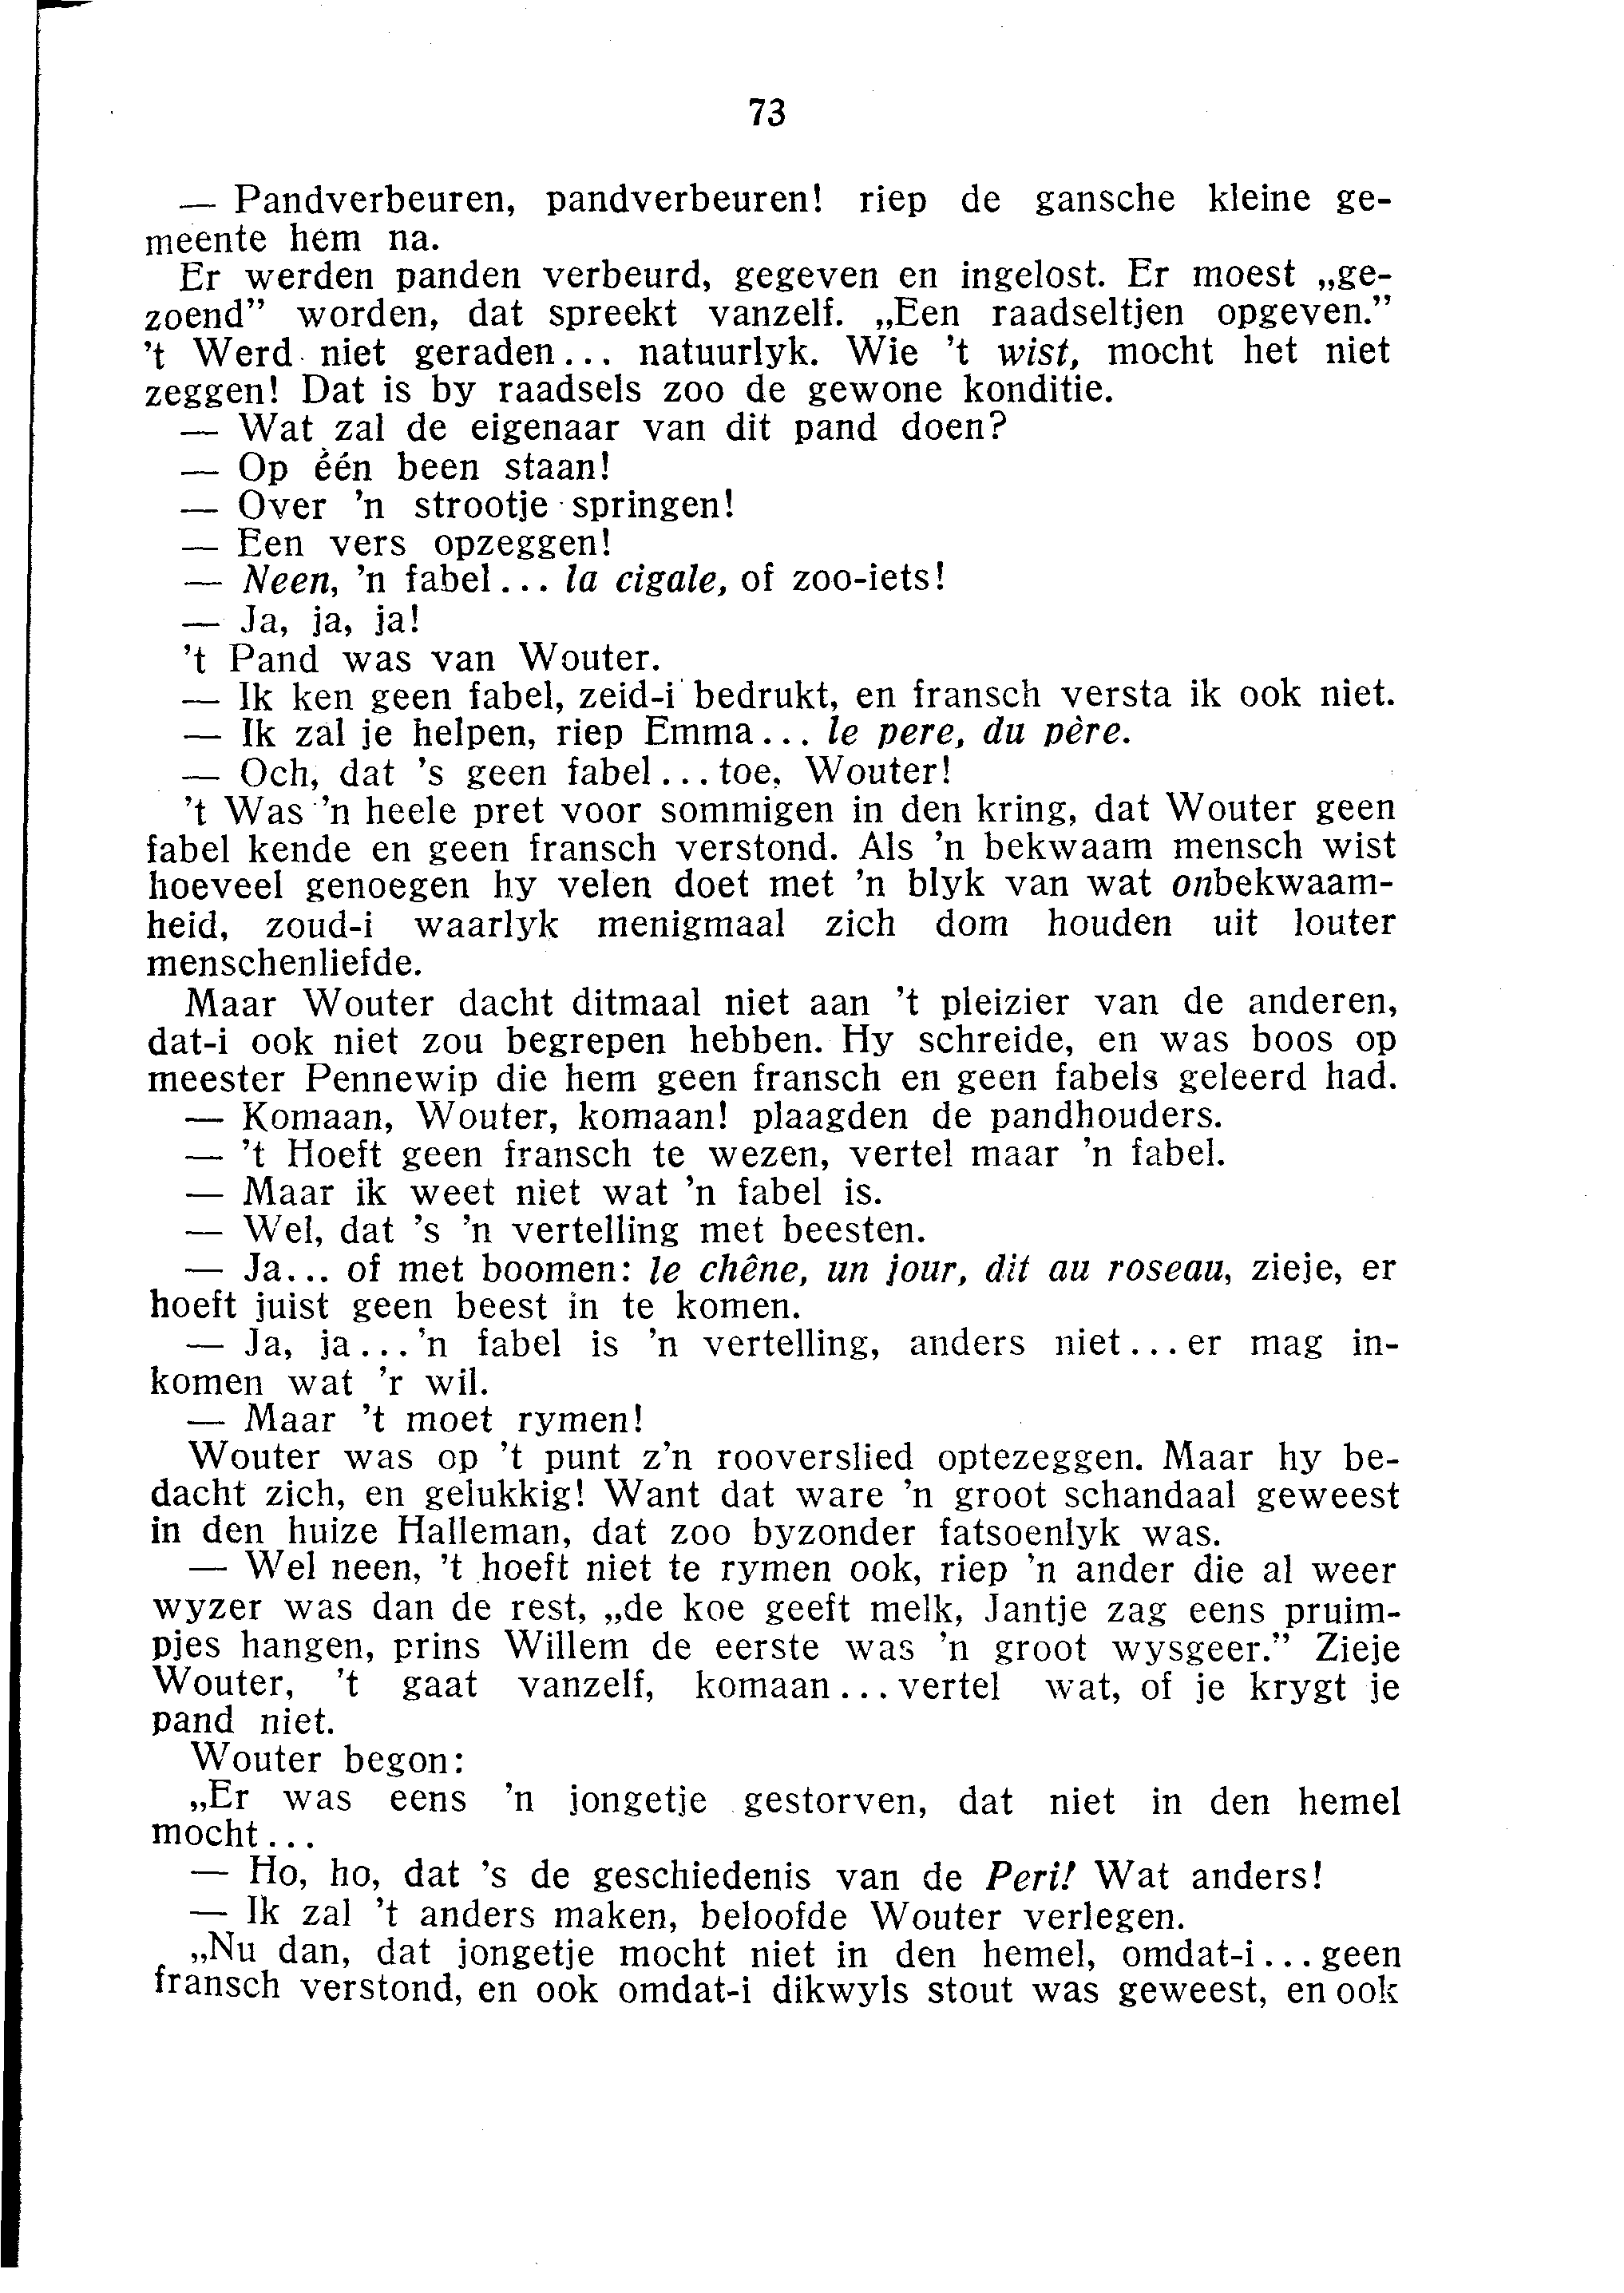 73
— Pandverbeuren, pandverbeuren! riep de gansche kleine ge-
meente hem na.
Er werden panden verbeurd, gegeven en ingelost. Er moest „ge-
zoend” worden, dat spreekt vanzelf. „Een raadseltjen opgeven.”
’t Werd niet geraden... natuurlyk. Wie ’t wist, mocht het niet
zeggen! Dat is by raadsels zoo de gewone konditie.
— Wat zal de eigenaar van dit pand doen?
— Op één been staan!
— Over ’n strootje springen!
— Een vers opzeggen!
— Neen, ’n fabel... la cigale, of zoo-iets!
— Ja, ja, ja!
’t Pand was van Wouter.
— Ik ken geen fabel, zeid-i bedrukt, en fransch versta ik ook niet.
— Ik zal je helpen, riep Emma... le pere, du père.
— Och, dat ’s geen fabel... toe, Wouter!
’t Was ’n heele pret voor sommigen in den kring, dat Wouter geen
fabel kende en geen fransch verstond. Als ’n bekwaam mensch wist
hoeveel genoegen hy velen doet met ’n blyk van wat onbekwaam-
heid, zoud-i waarlyk menigmaal zich dom houden uit louter
menschenliefde.
Maar Wouter dacht ditmaal niet aan ’t pleizier van de anderen,
dat-i ook niet zou begrepen hebben. Hy schreide, en was boos op
meester Pennewip die hem geen fransch en geen fabels geleerd had.
— Komaan, Wouter, komaan! plaagden de pandhouders.
— ’t Hoeft geen fransch te wezen, vertel maar ’n fabel.
— Maar ik weet niet wat ’n fabel is.
— Wel, dat ’s ’n vertelling met beesten.
— Ja... of met boomen: le chêne, un jour, dit au roseau, zieje, er
hoeft juist geen beest in te komen.
— Ja, ja... ’n fabel is ’n vertelling, anders niet... er mag in-
komen wat ’r wil.
— Maar ’t moet rymen!
Wouter was op ’t punt z’n rooverslied optezeggen. Maar hy be-
dacht zich, en gelukkig! Want dat ware ’n groot schandaal geweest
in den huize Halleman, dat zoo byzonder fatsoenlyk was.
— Wel neen, ’t hoeft niet te rymen ook, riep ’n ander die al weer
wyzer was dan de rest, „de koe geeft melk, Jantje zag eens pruim-
pjes hangen, prins Willem de eerste was ’n groot wysgeer.” Zieje
Wouter, ’t gaat vanzelf, komaan... vertel wat, of je krygt je
pand niet.
Wouter begon:
„Er was eens ’n jongetje gestorven, dat niet in den hemel
mocht...
— Ho, ho, dat ’s de geschiedenis van de Peri! Wat anders!
— Ik zal ’t anders maken, beloofde Wouter verlegen.
„Nu dan, dat jongetje mocht niet in den hemel, omdat-i... geen
fransch verstond, en ook omdat-i dikwyls stout was geweest, en ook